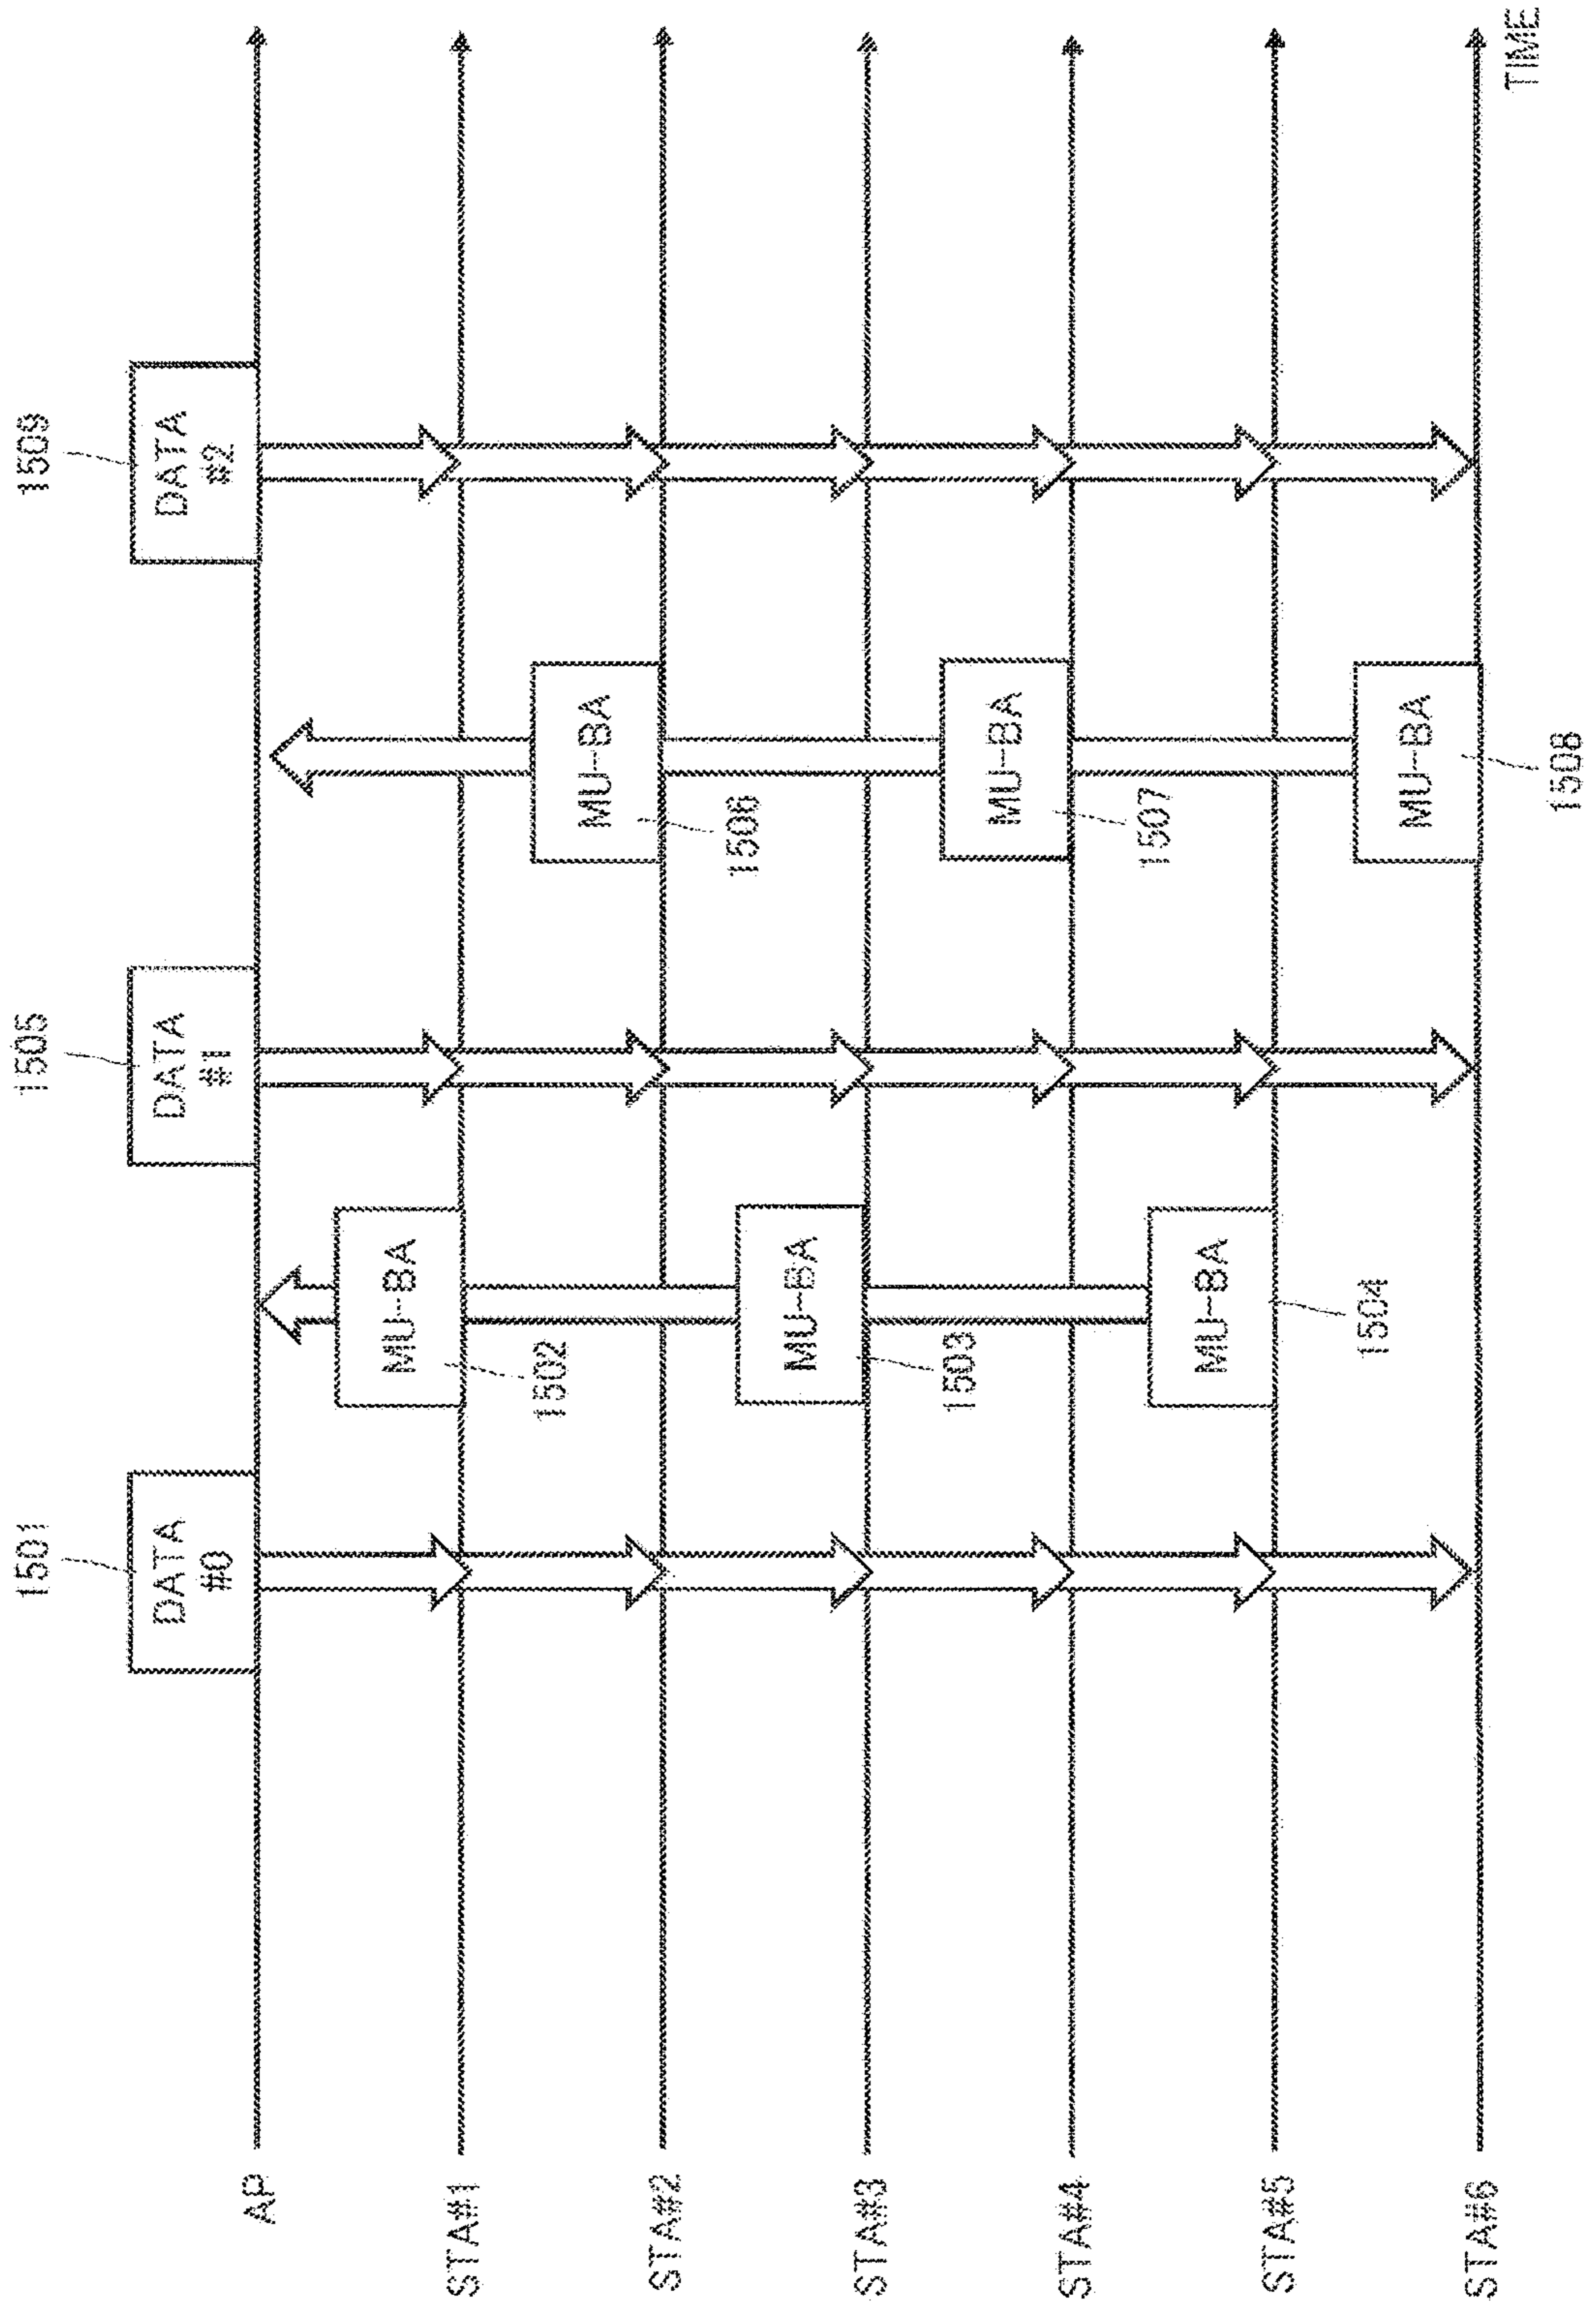 1501
1505
1509
DATA
#0
DATA
#1
DATA
#2
AP
MU-BA
1502
STA#1
MU-BA
1506
STA#2
MU-BA
1503
STA#3
MU-BA
1507
STA#4
MU-BA
1504
STA#5
MU-BA
1508
STA#6
TIME